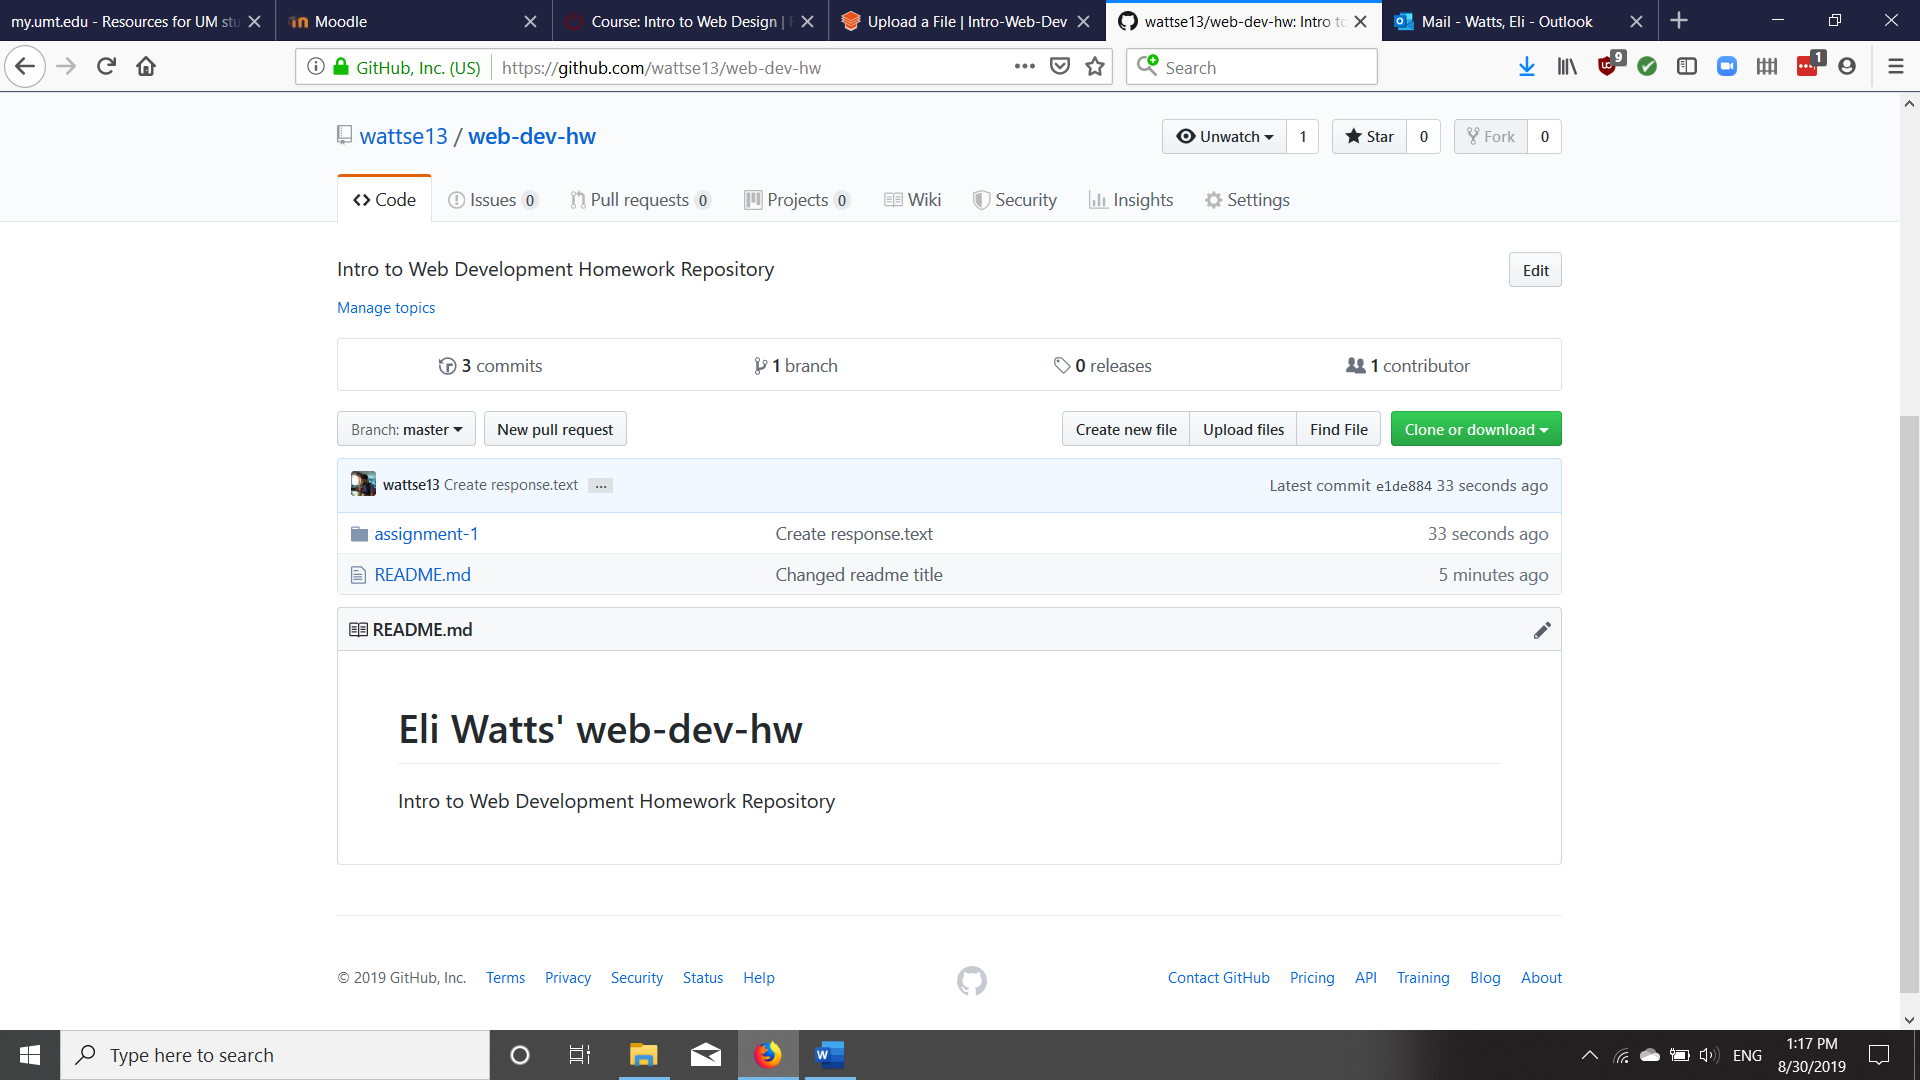 my.umt.edu - Resources for UM stu
Moodle
Course: Intro to Web Design |
Upload a File | Intro-Web-Dev
wattse13/web-dev-hw: Intro to
Mail - Watts, Eli - Outlook
GitHub, Inc. (US)
https://github.com/wattse13/web-dev-hw
Search
9
1
wattse13 / web-dev-hw
Unwatch 1
Star 0
Fork 0
Code
Issues 0
Pull requests 0
Projects 0
Wiki
Security
Insights
Settings
Intro to Web Development Homework Repository
Edit
Manage topics
3 commits
1 branch
0 releases
1 contributor
Branch: master
New pull request
Create new file
Upload files
Find File
Clone or download
wattse13 Create response.text ...
Latest commit e1de884 33 seconds ago
assignment-1 Create response.text 33 seconds ago
README.md Changed readme title 5 minutes ago
README.md
Eli Watts' web-dev-hw
Intro to Web Development Homework Repository
© 2019 GitHub, Inc. Terms Privacy Security Status Help
Contact GitHub Pricing API Training Blog About
Type here to search
ENG
1:17 PM
8/30/2019